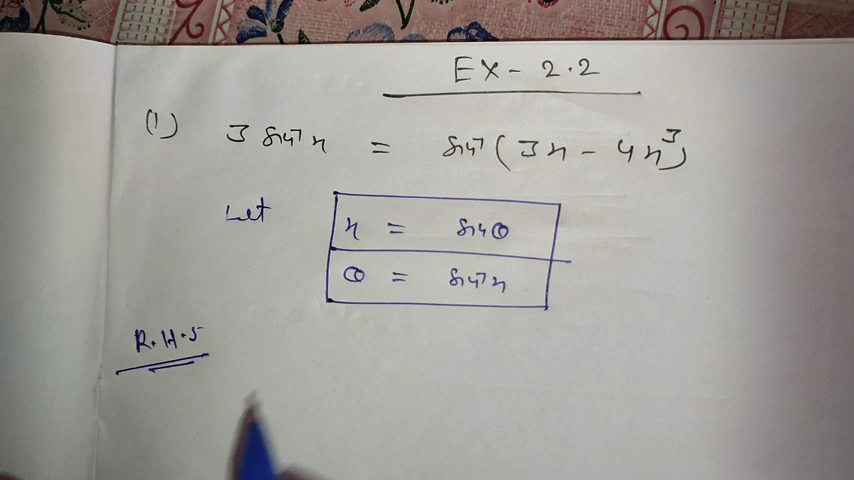 EX - 2.2
(1) 3 sin⁻¹x = sin⁻¹(3x - 4x³)
Let x = sinθ
θ = sin⁻¹x
R.H.S